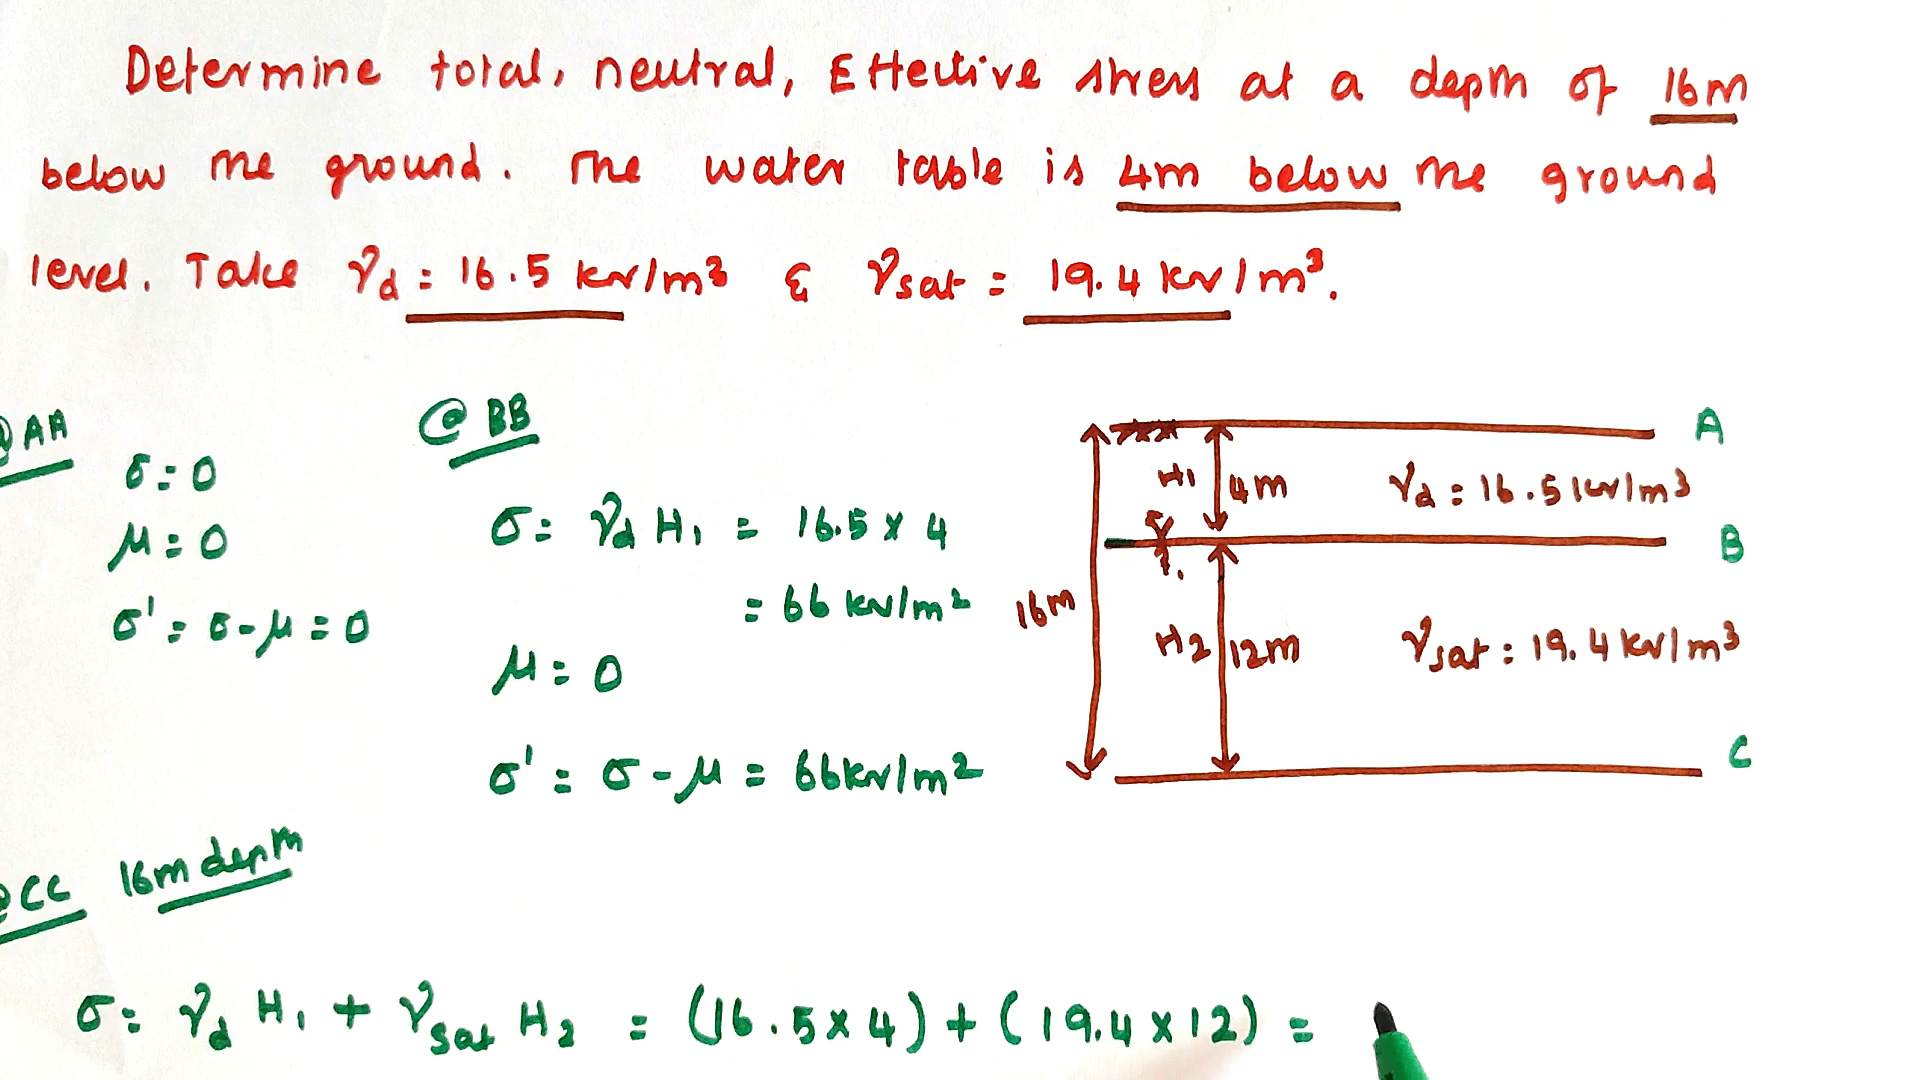 Determine total, neutral, Effective stress at a depth of 16m
below the ground. The water table is 4m below the ground
level. Take γd = 16.5 kN/m3 & γsat = 19.4 kN/m3.
@AA
σ = 0
μ = 0
σ' = σ-μ = 0
@BB
σ = γd H1 = 16.5 x 4
= 66 kN/m2
μ = 0
σ' = σ - μ = 66kN/m2
A
H1 4m γd = 16.5 kN/m3
B
16m
H2 12m γsat = 19.4 kN/m3
C
@CC 16m depth
σ = γd H1 + γsat H2 = (16.5x4) + (19.4 x 12) =